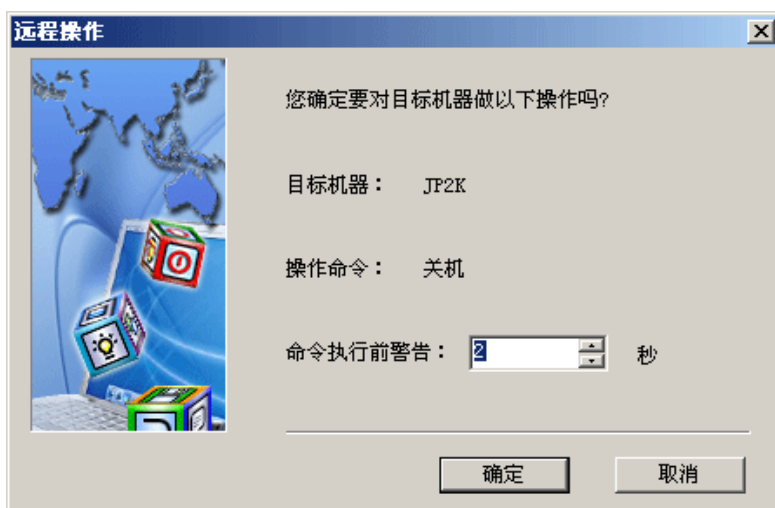 远程操作
您确定要对目标机器做以下操作吗?
目标机器： JP2K
操作命令： 关机
命令执行前警告： 2 秒
确定 取消